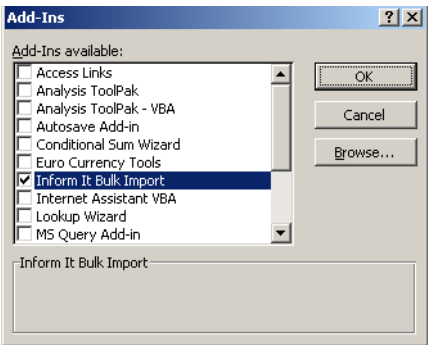 Add-Ins
Add-Ins available:
Access Links
Analysis ToolPak
Analysis ToolPak - VBA
Autosave Add-in
Conditional Sum Wizard
Euro Currency Tools
Inform It Bulk Import
Internet Assistant VBA
Lookup Wizard
MS Query Add-in
OK
Cancel
Browse...
Inform It Bulk Import